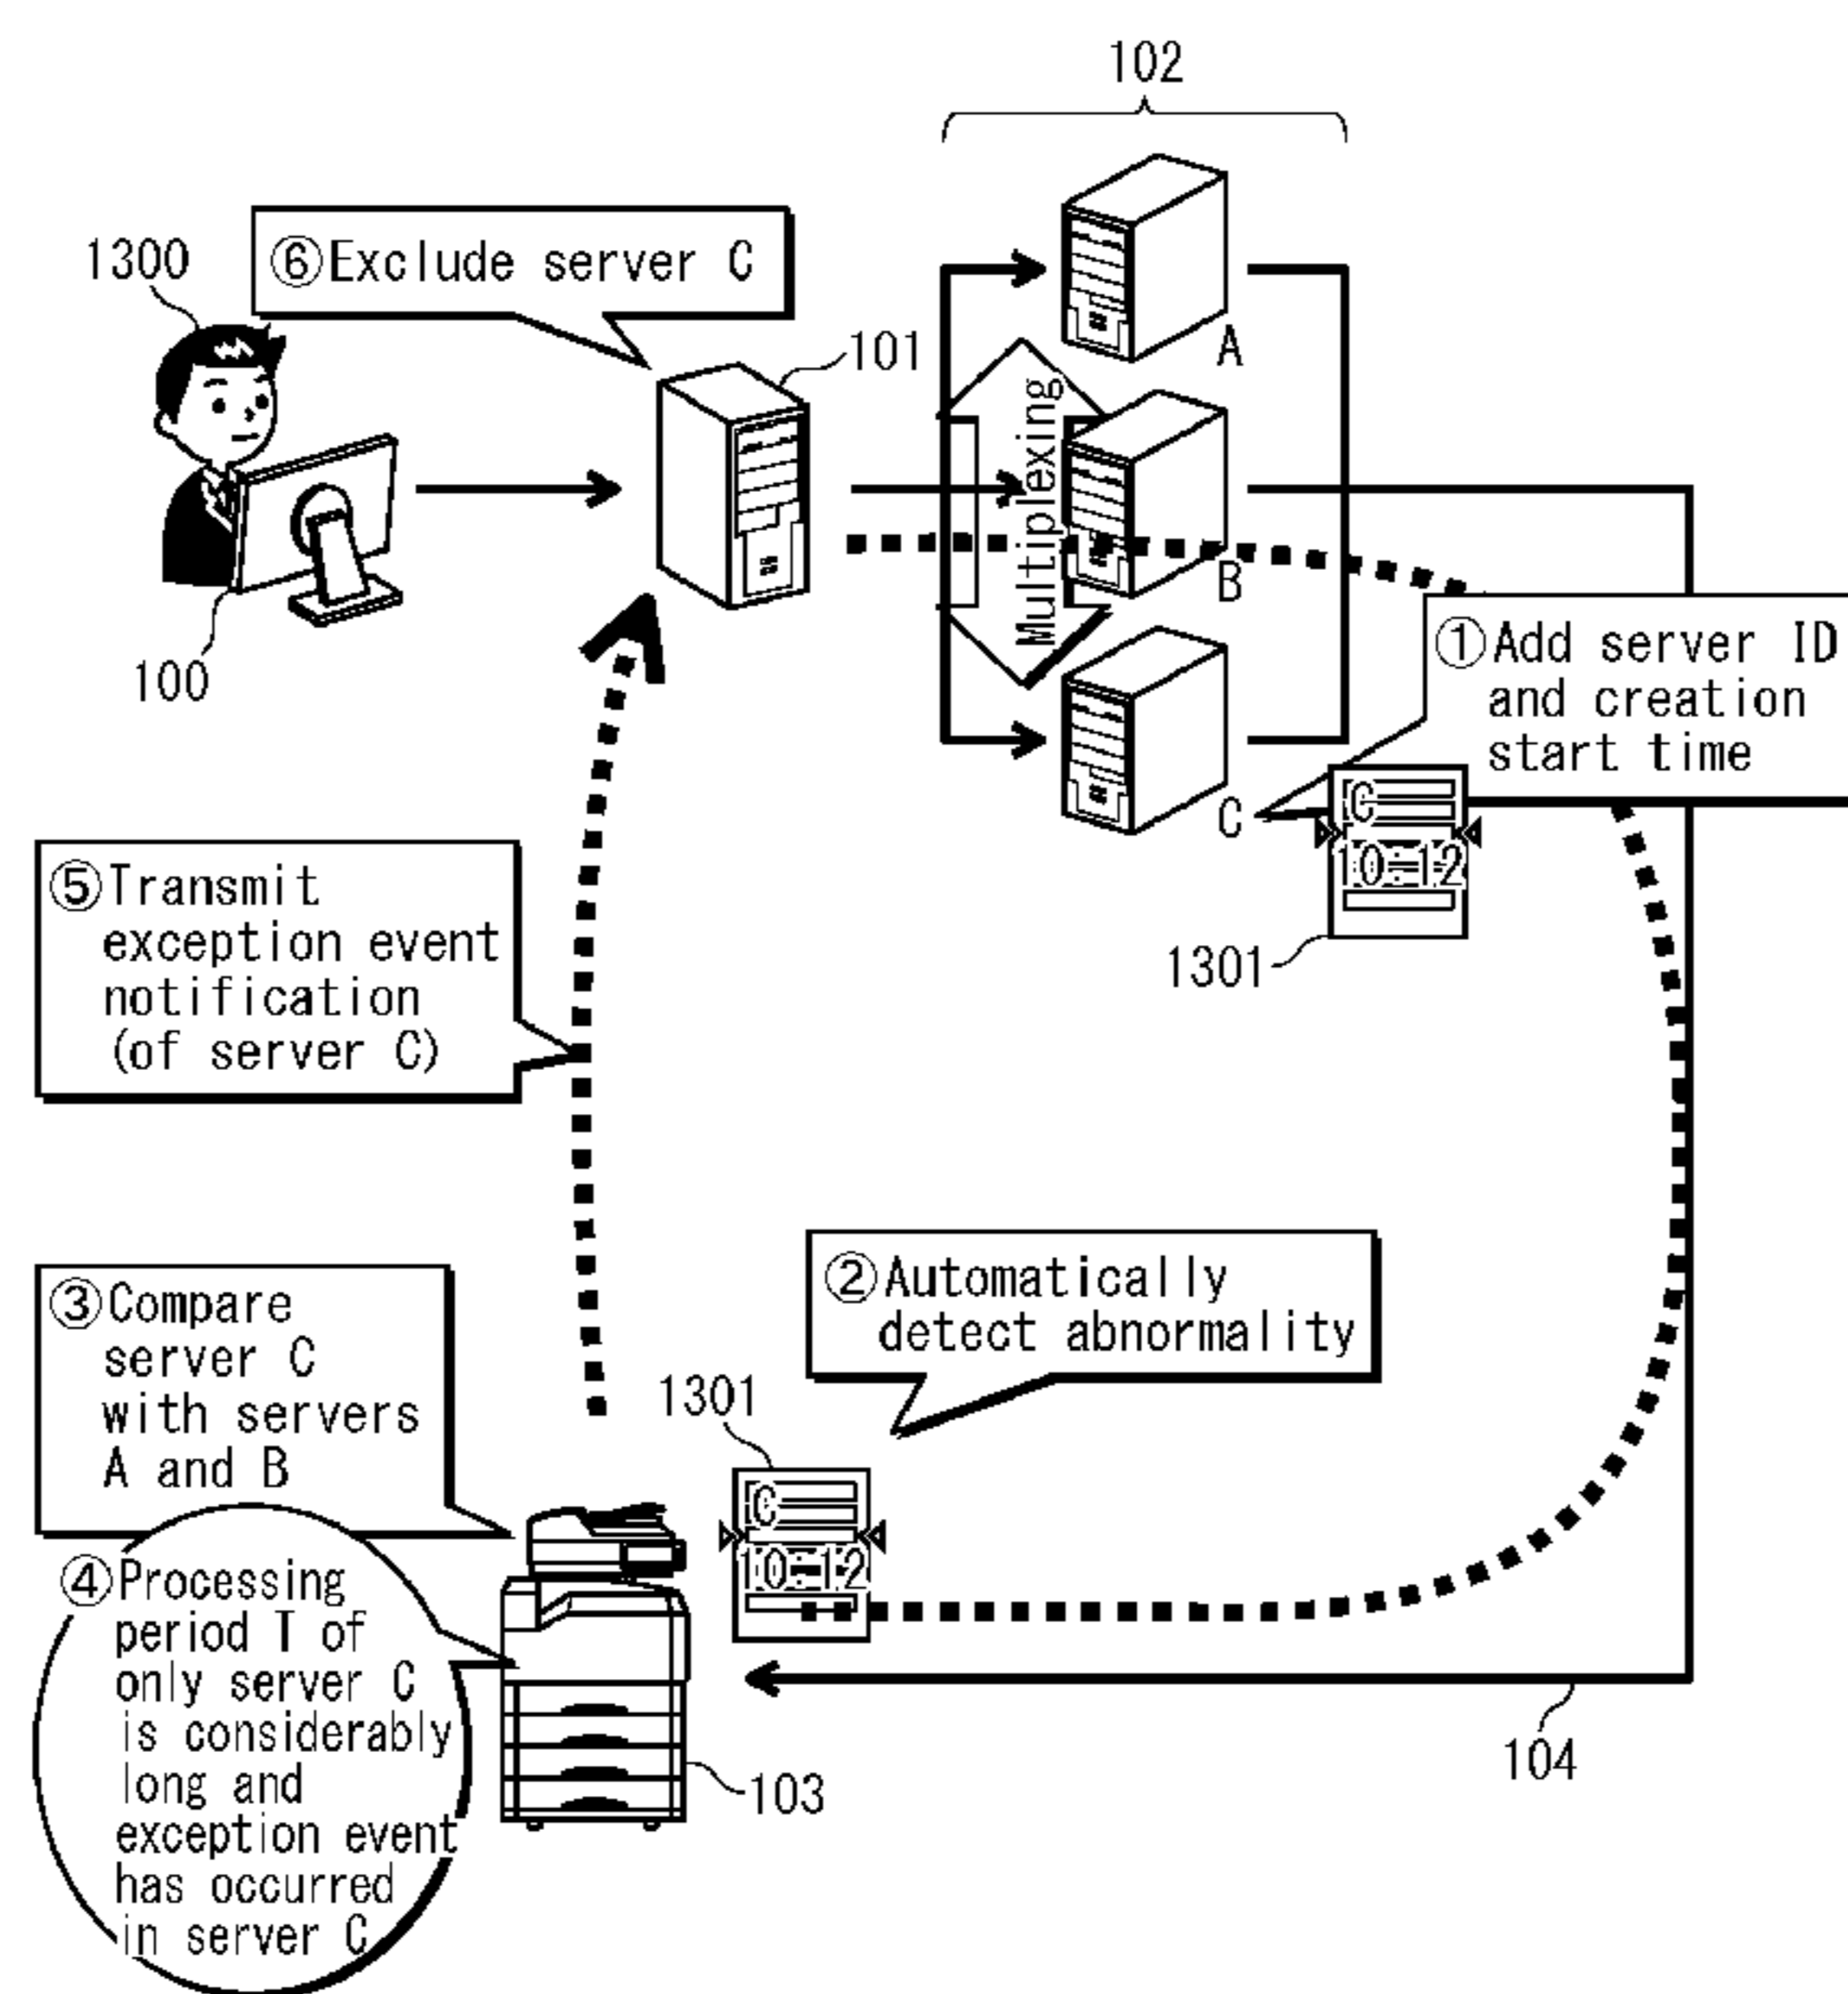 102
1300
⑥Exclude server C
101
A
Multiplexing
B
100
①Add server ID
and creation
start time
C
C
10:12
1301
⑤Transmit
exception event
notification
(of server C)
②Automatically
detect abnormality
③Compare
server C
with servers
A and B
1301
C
10:12
④Processing
period T of
only server C
is considerably
long and
exception event
has occurred
in server C
103
104